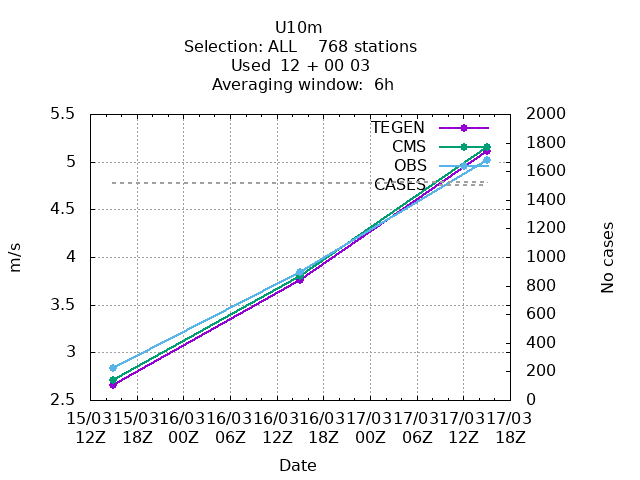 U10m
Selection: ALL    768 stations
Used  12 + 00 03
Averaging window:  6h
5.5
5
4.5
4
3.5
3
2.5
m/s
2000
1800
1600
1400
1200
1000
800
600
400
200
0
No cases
TEGEN
CMS
OBS
CASES
15/03 15/03 16/03 16/03 16/03 16/03 17/03 17/03 17/03 17/03
12Z 18Z 00Z 06Z 12Z 18Z 00Z 06Z 12Z 18Z
Date